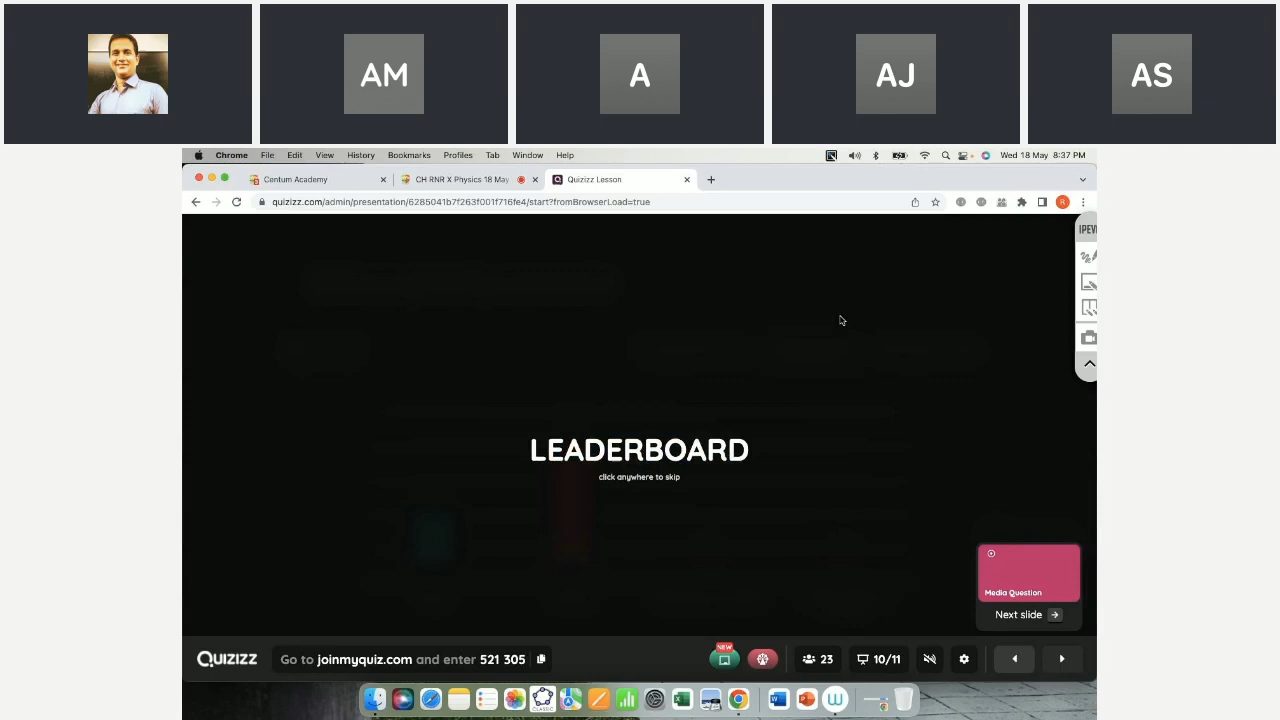 AM
A
AJ
AS
Chrome File Edit View History Bookmarks Profiles Tab Window Help Wed 18 May 8:37 PM
Centum Academy
CH RNR X Physics 18 May
Quizizz Lesson
quizizz.com/admin/presentation/6285041b7f263f001f716fe4/start?fromBrowserLoad=true
R
IPEV
LEADERBOARD
click anywhere to skip
Media Question
Next slide
Quizizz
Go to joinmyquiz.com and enter 521 305
NEW
23
10/11
CLASSIC